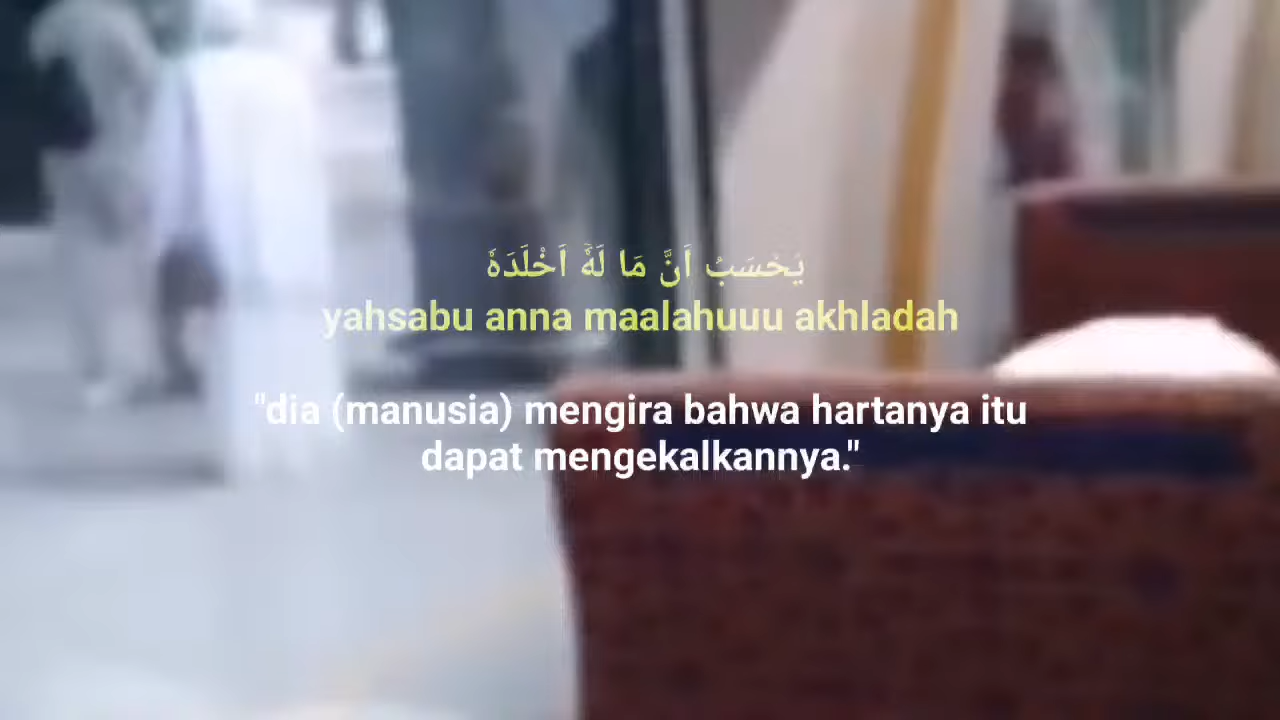 يَحْسَبُ اَنَّ مَا لَهٗٓ اَخْلَدَهٗ
yahsabu anna maalahuuu akhladah
"dia (manusia) mengira bahwa hartanya itu
dapat mengekalkannya."